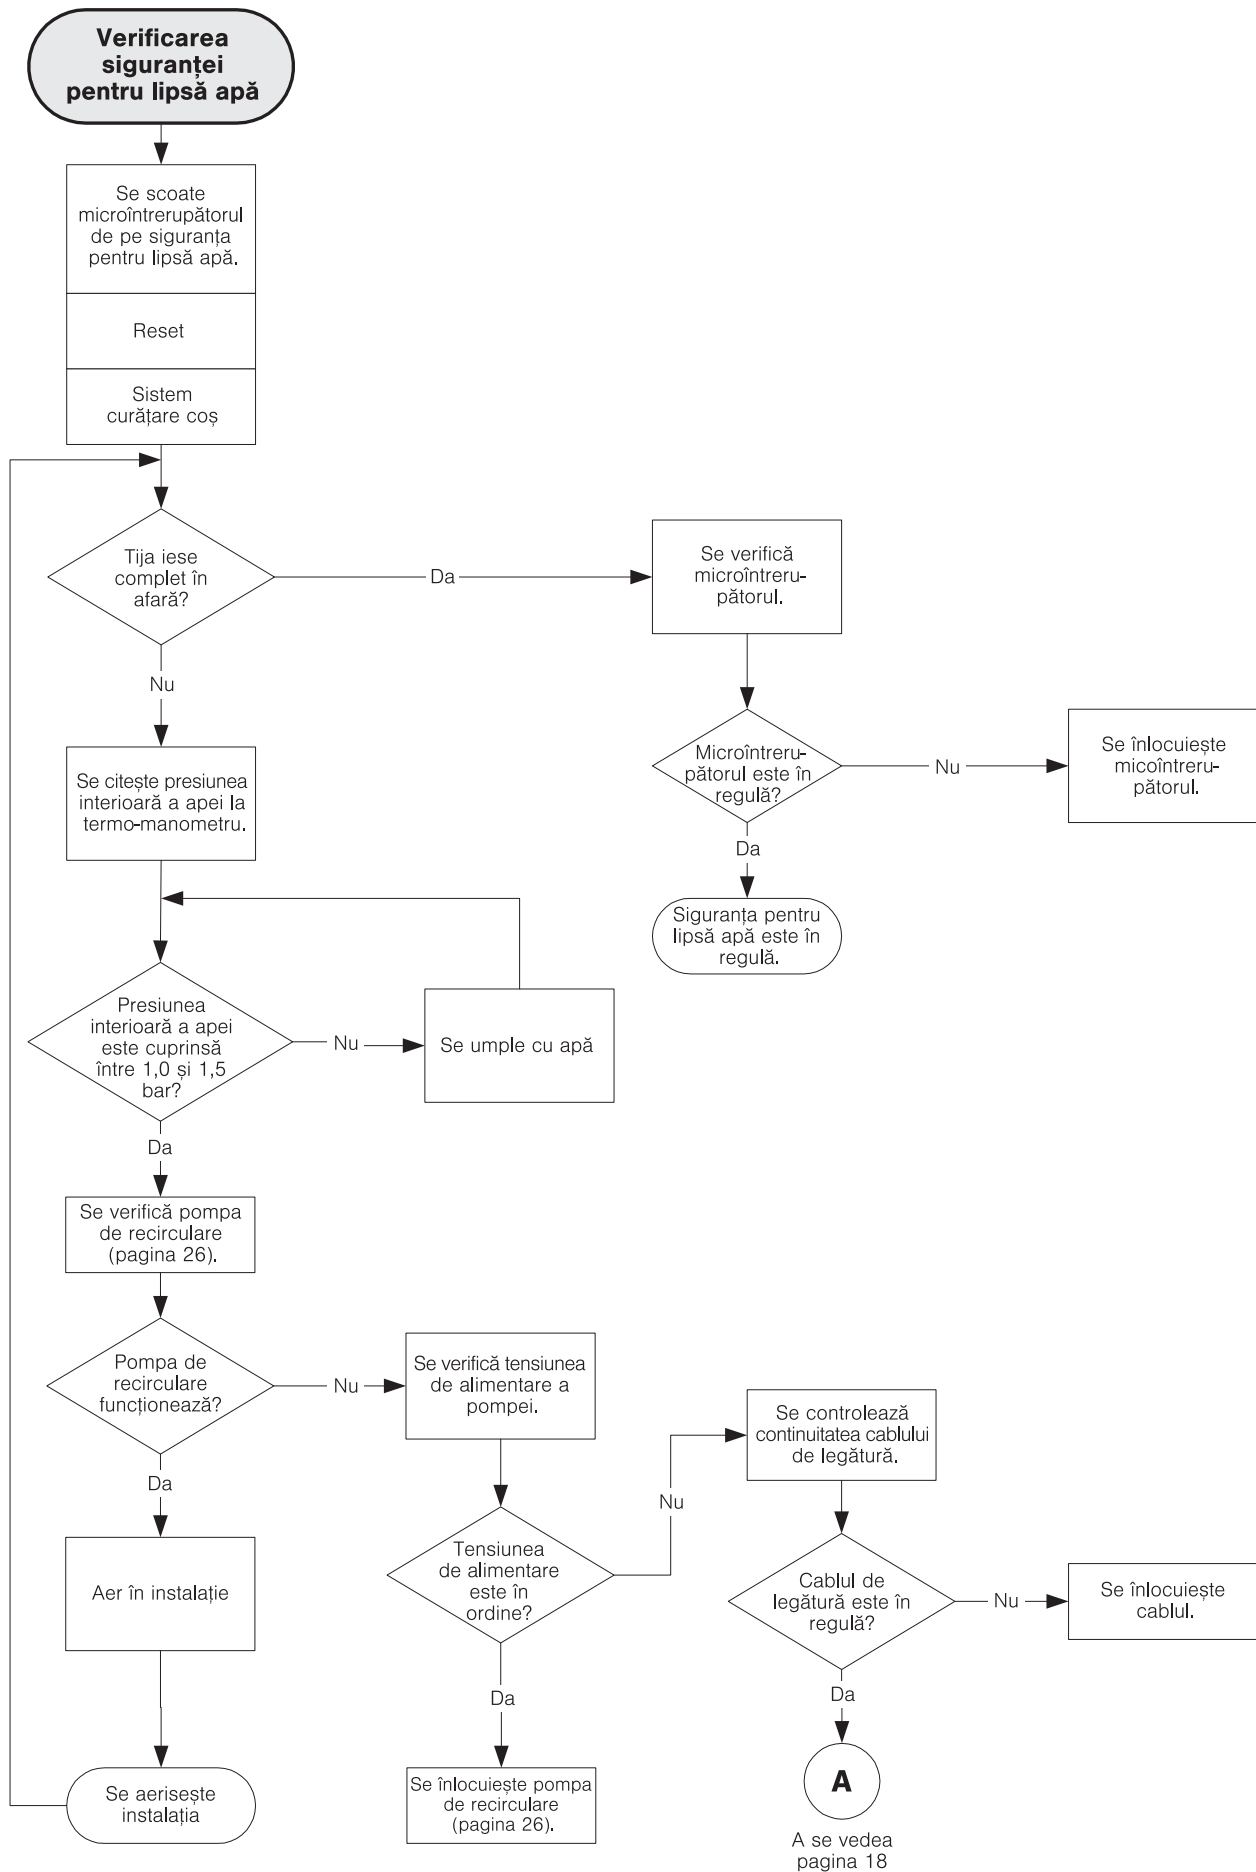 Verificarea
siguranței
pentru lipsă apă
Se scoate
microîntrerupătorul
de pe siguranța
pentru lipsă apă.
Reset
Sistem
curățare coș
Tija iese
complet în
afară?
Da
Se verifică
microîntreru-
pătorul.
Nu
Microîntreru-
pătorul este în
regulă?
Nu
Se înlocuiește
micoîntreru-
pătorul.
Da
Siguranța pentru
lipsă apă este în
regulă.
Se citește presiunea
interioară a apei la
termo-manometru.
Presiunea
interioară a apei
este cuprinsă
între 1,0 și 1,5
bar?
Nu
Se umple cu apă
Da
Se verifică pompa
de recirculare
(pagina 26).
Pompa de
recirculare
funcționează?
Nu
Se verifică tensiunea
de alimentare a
pompei.
Da
Aer în instalație
Se aerisește
instalația
Tensiunea
de alimentare
este în
ordine?
Nu
Se controlează
continuitatea cablului
de legătură.
Da
Se înlocuiește pompa
de recirculare
(pagina 26).
Cablul de
legătură este în
regulă?
Nu
Se înlocuiește
cablul.
Da
A
A se vedea
pagina 18